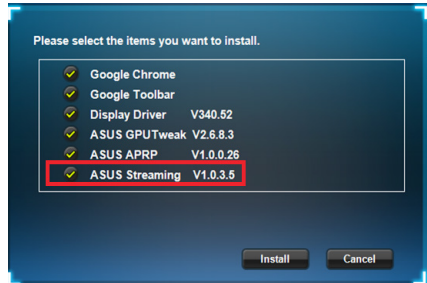 Please select the items you want to install.
Google Chrome
Google Toolbar
Display Driver V340.52
ASUS GPUTweak V2.6.8.3
ASUS APRP V1.0.0.26
ASUS Streaming V1.0.3.5
Install Cancel